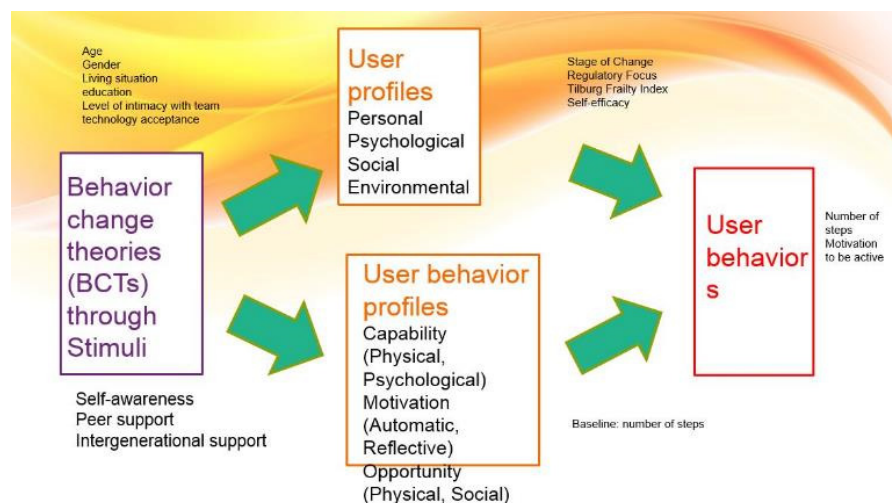 Age
Gender
Living situation
education
Level of intimacy with team
technology acceptance
User
profiles
Personal
Psychological
Social
Environmental
Stage of Change
Regulatory Focus
Tilburg Frailty Index
Self-efficacy
Behavior
change
theories
(BCTs)
through
Stimuli
Self-awareness
Peer support
Intergenerational support
User behavior
profiles
Capability
(Physical,
Psychological)
Motivation
(Automatic,
Reflective)
Opportunity
(Physical, Social)
Baseline: number of steps
User
behavior
s
Number of
steps
Motivation
to be active